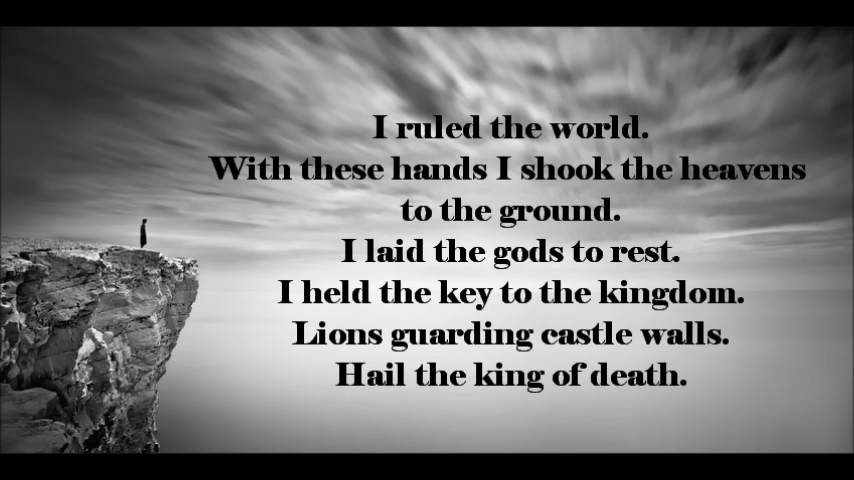 I ruled the world.
With these hands I shook the heavens
to the ground.
I laid the gods to rest.
I held the key to the kingdom.
Lions guarding castle walls.
Hail the king of death.